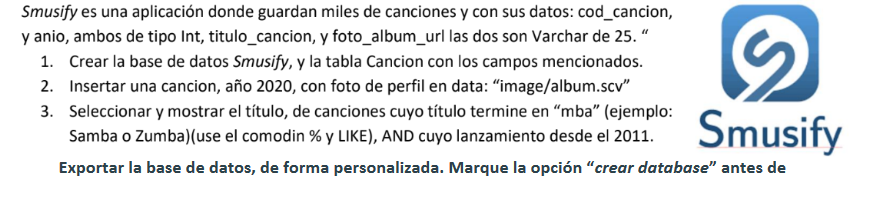 Smusify es una aplicación donde guardan miles de canciones y con sus datos: cod_cancion,
y anio, ambos de tipo Int, titulo_cancion, y foto_album_url las dos son Varchar de 25. “
1. Crear la base de datos Smusify, y la tabla Cancion con los campos mencionados.
2. Insertar una cancion, año 2020, con foto de perfil en data: “image/album.scv”
3. Seleccionar y mostrar el título, de canciones cuyo título termine en “mba” (ejemplo:
Samba o Zumba)(use el comodin % y LIKE), AND cuyo lanzamiento desde el 2011.
Smusify
Exportar la base de datos, de forma personalizada. Marque la opción “crear database” antes de